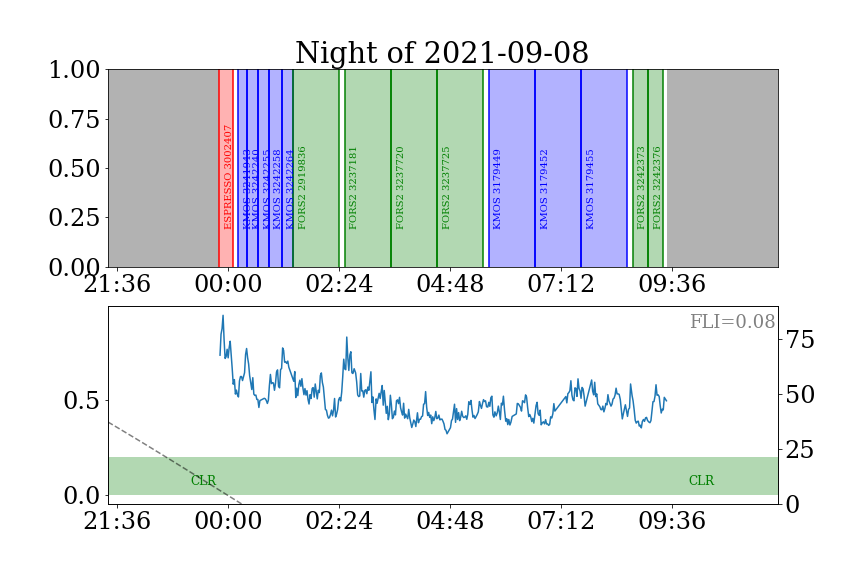 Night of 2021-09-08
1.00
0.75
0.50
0.25
0.00
ESPRESSO 3002407
KMOS 3241943
KMOS 3242240
KMOS 3242255
KMOS 3242258
KMOS 3242264
FORS2 2919836
FORS2 3237181
FORS2 3237720
FORS2 3237725
KMOS 3179449
KMOS 3179452
KMOS 3179455
FORS2 3242373
FORS2 3242376
21:36 00:00 02:24 04:48 07:12 09:36
FLI=0.08
0.5
0.0
75
50
25
0
CLR CLR
21:36 00:00 02:24 04:48 07:12 09:36